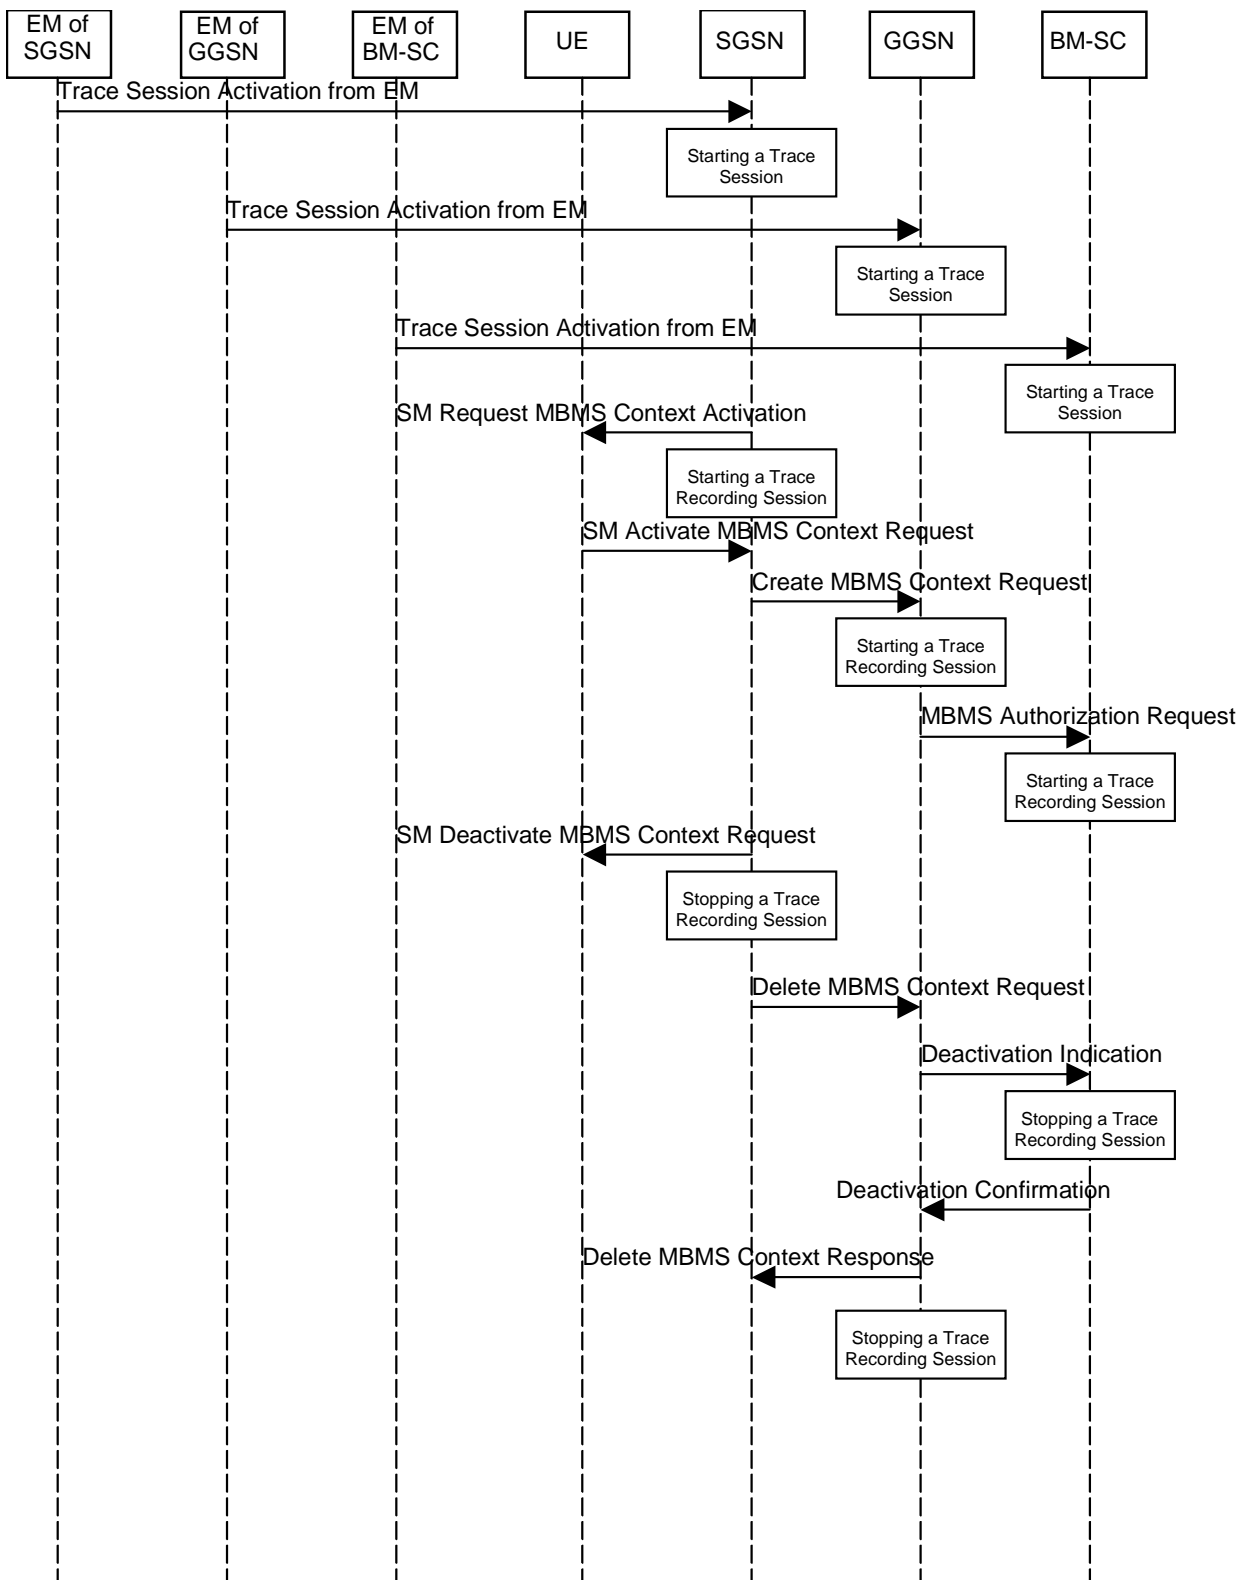 EM of
SGSN
EM of
GGSN
EM of
BM-SC
UE
SGSN
GGSN
BM-SC
Trace Session Activation from EM
Starting a Trace
Session
Trace Session Activation from EM
Starting a Trace
Session
Trace Session Activation from EM
Starting a Trace
Session
SM Request MBMS Context Activation
Starting a Trace
Recording Session
SM Activate MBMS Context Request
Create MBMS Context Request
Starting a Trace
Recording Session
MBMS Authorization Request
Starting a Trace
Recording Session
SM Deactivate MBMS Context Request
Stopping a Trace
Recording Session
Delete MBMS Context Request
Deactivation Indication
Stopping a Trace
Recording Session
Deactivation Confirmation
Delete MBMS Context Response
Stopping a Trace
Recording Session